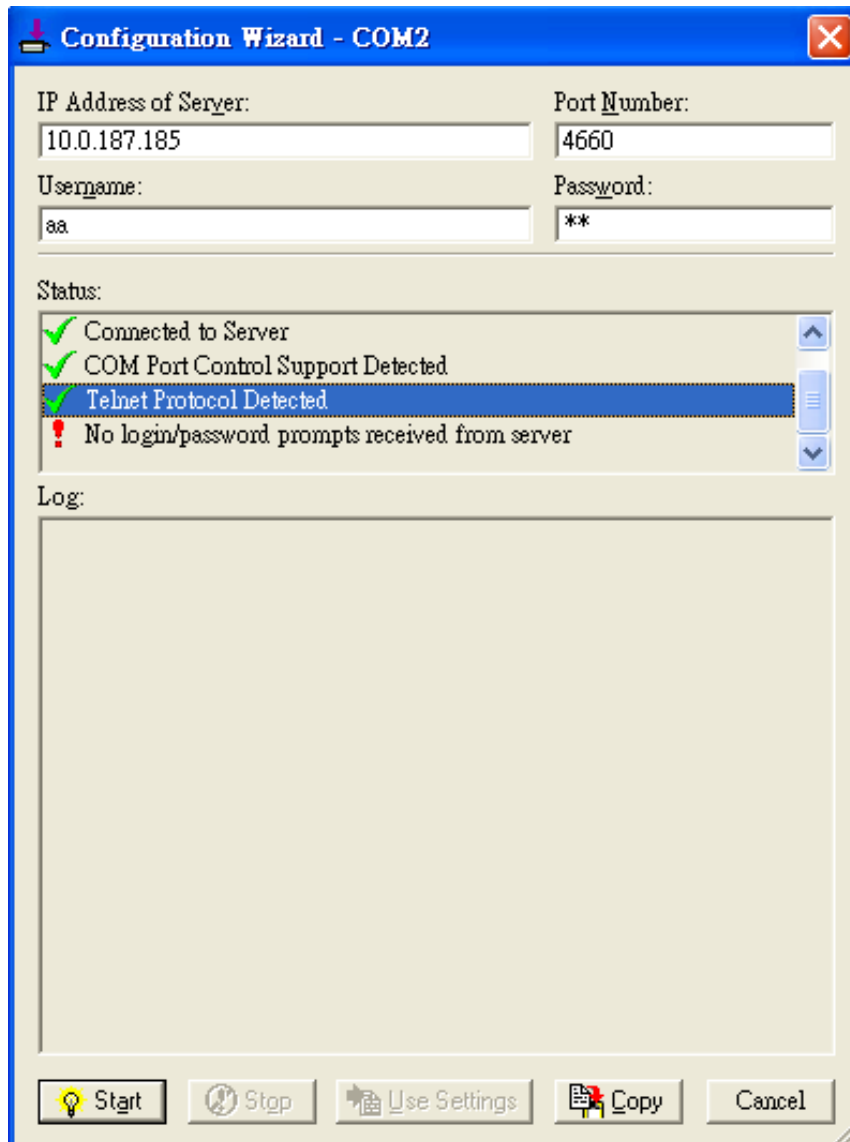 Configuration Wizard - COM2
IP Address of Server: Port Number:
10.0.187.185 4660
Username: Password:
aa **
Status:
Connected to Server
COM Port Control Support Detected
Telnet Protocol Detected
No login/password prompts received from server
Log:
Start Stop Use Settings Copy Cancel